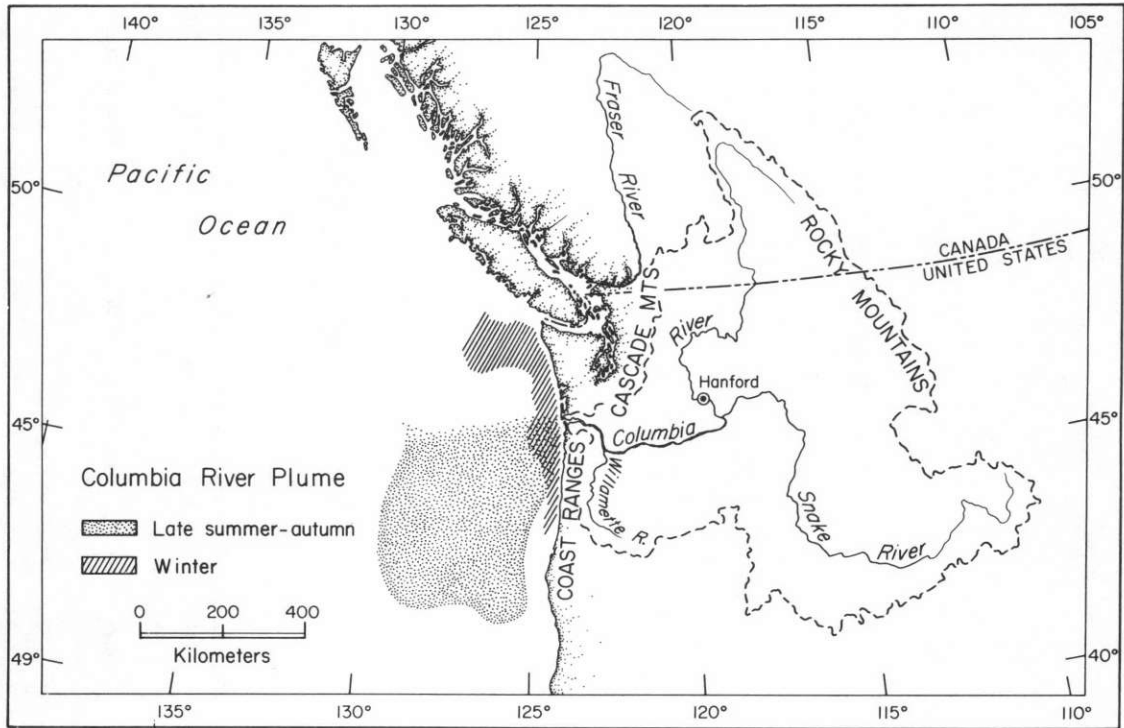 140° 135° 130° 125° 120° 115° 110° 105°
Pacific
Ocean
50°
50°
Fraser
River
CANADA
UNITED STATES
ROCKY
MOUNTAINS
CASCADE MTS.
River
Hanford
45°
45°
Columbia
COAST RANGES
Willamette R.
Snake
River
Columbia River Plume
Late summer-autumn
Winter
0 200 400
Kilometers
49°
40°
135° 130° 125° 120° 115° 110°